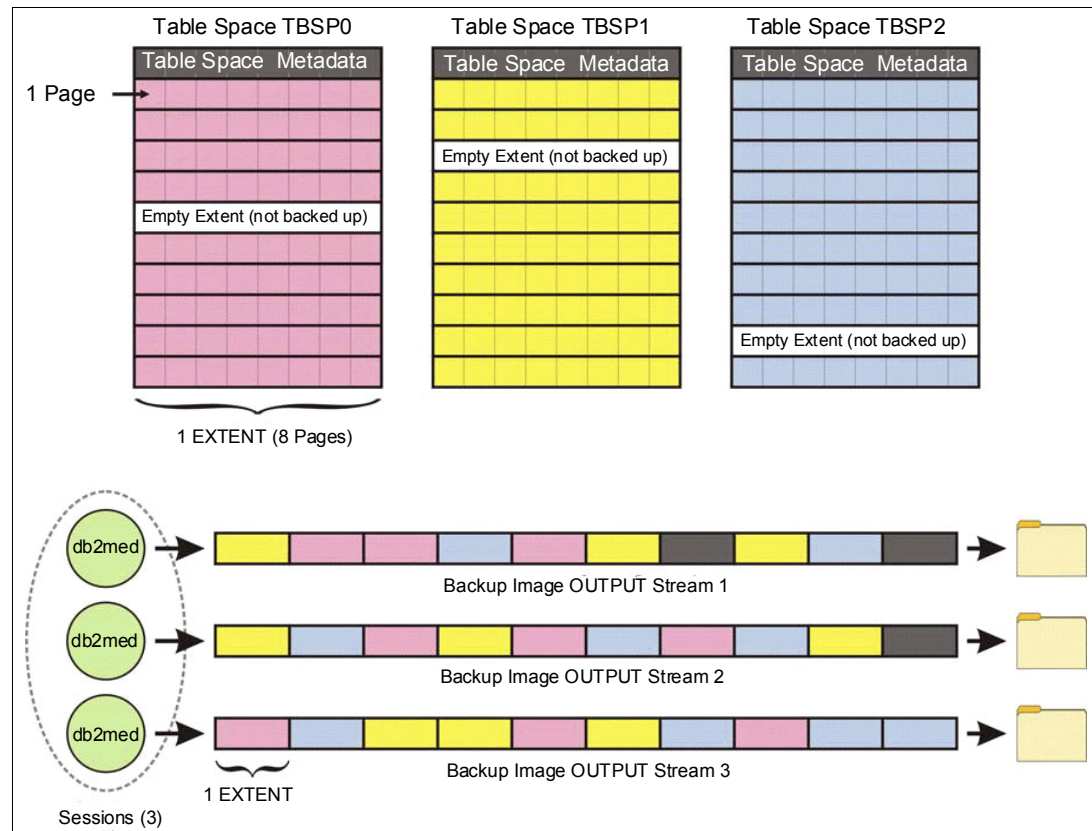 Table Space TBSP0
Table Space TBSP1
Table Space TBSP2
Table Space Metadata
Table Space Metadata
Table Space Metadata
1 Page
Empty Extent (not backed up)
Empty Extent (not backed up)
Empty Extent (not backed up)
1 EXTENT (8 Pages)
db2med
Backup Image OUTPUT Stream 1
db2med
Backup Image OUTPUT Stream 2
db2med
Backup Image OUTPUT Stream 3
1 EXTENT
Sessions (3)